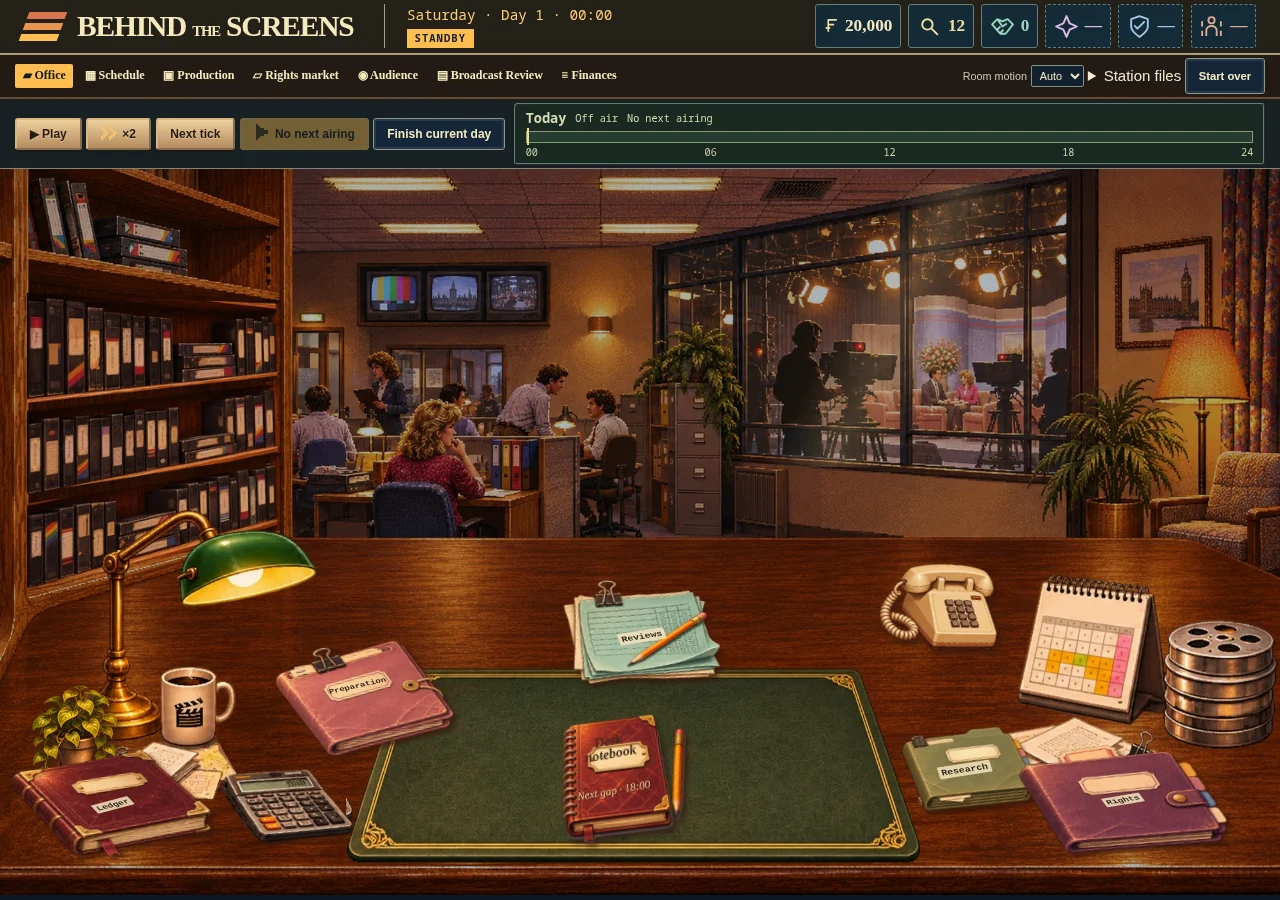 BEHIND THE SCREENS
Saturday · Day 1 · 00:00
STANDBY
20,000
12
0
—
—
—
Office
Schedule
Production
Rights market
Audience
Broadcast Review
Finances
Room motion
Auto
Station files
Start over
Play
×2
Next tick
No next airing
Finish current day
Today Off air No next airing
00 06 12 18 24
Reviews
Preparation
Desk
notebook
Next gap · 18:00
Research
Ledger
Rights